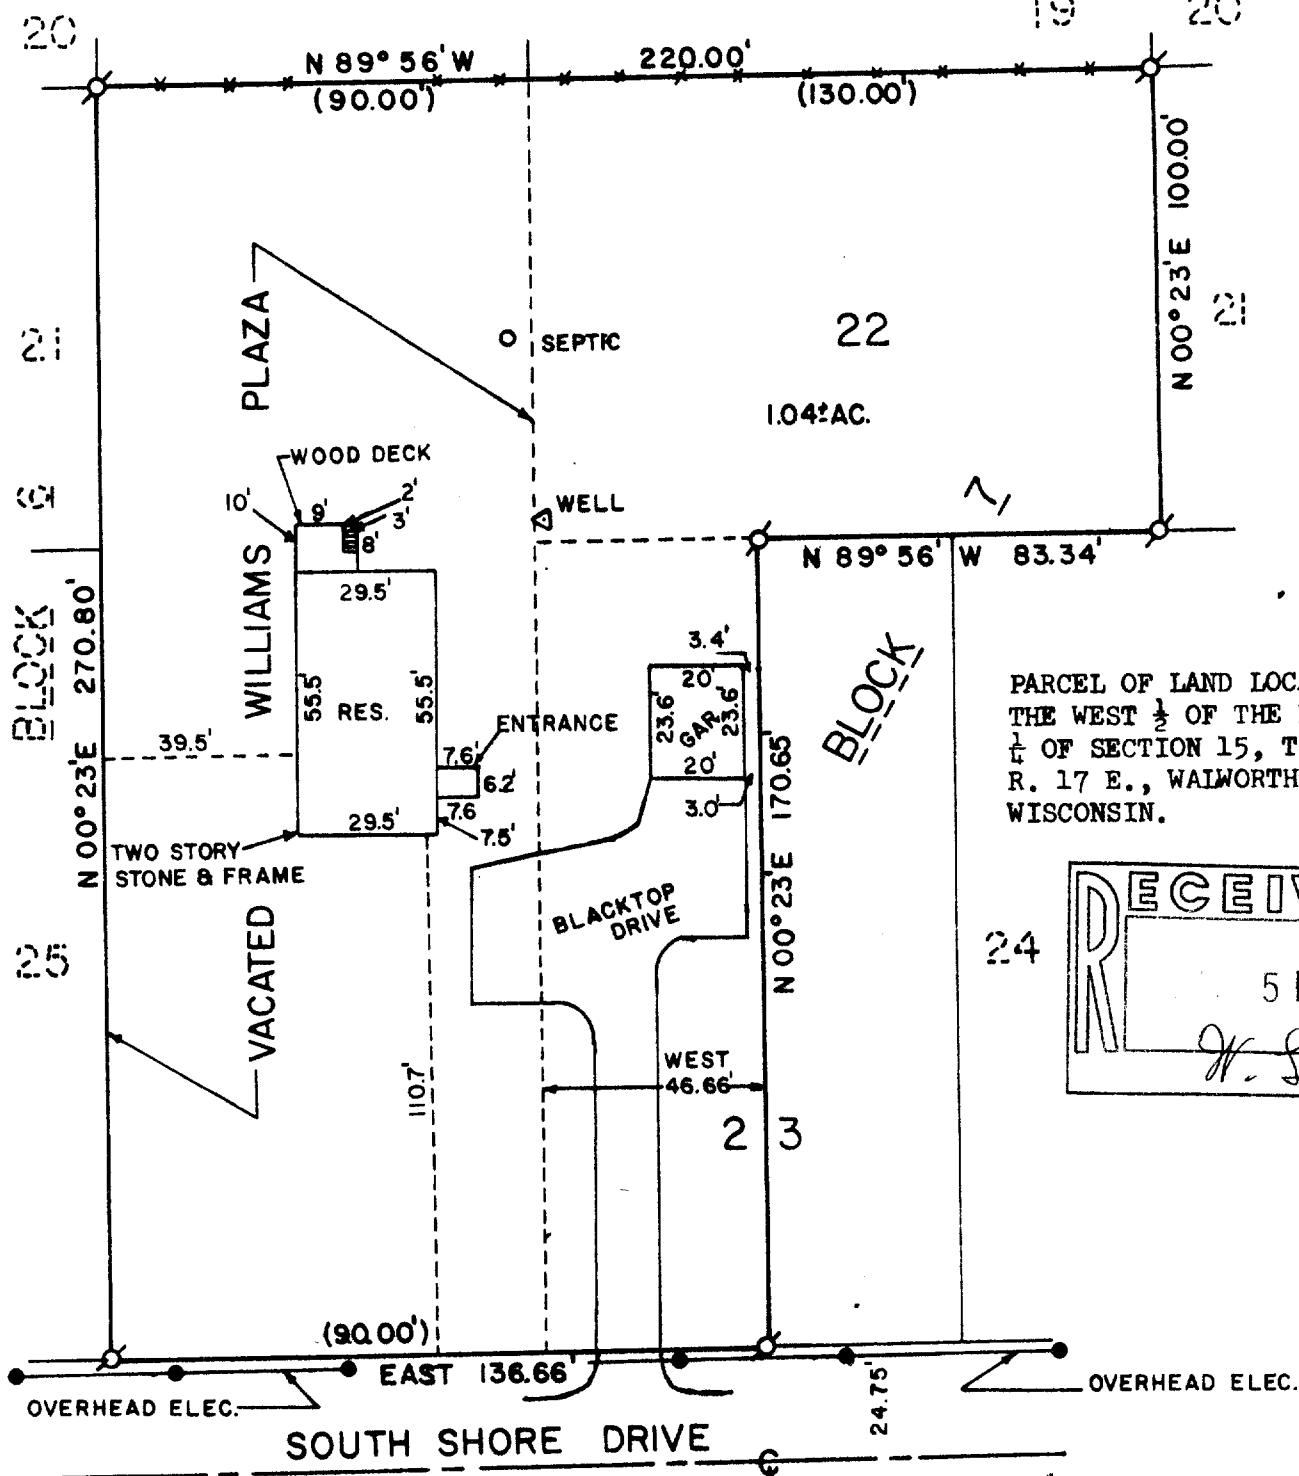 20
19
20
N 89° 56' W 220.00'
(90.00')
(130.00')
N 00° 23' E 100.00'
21
21
PLAZA
SEPTIC
22
1.04± AC.
WOOD DECK
10'
9'
2'
3'
8'
WELL
29.5'
N 89° 56' W 83.34'
BLOCK
N 00° 23' E 270.80'
WILLIAMS
55.5'
RES.
55.5'
ENTRANCE
39.5'
7.6'
6.2'
7.6
7.5'
29.5'
TWO STORY
STONE & FRAME
3.4'
20'
23.6'
GAR.
23.6'
20'
3.0'
N 00° 23' E 170.65'
BLOCK
PARCEL OF LAND LOC
THE WEST ½ OF THE
¼ OF SECTION 15, T
R. 17 E., WALWORTH
WISCONSIN.
BLACKTOP
DRIVE
VACATED
25
24
RECEIV
5
W.
110.7'
WEST
46.66'
2 3
(90.00')
EAST 136.66'
OVERHEAD ELEC.
24.75'
OVERHEAD ELEC.
SOUTH SHORE DRIVE